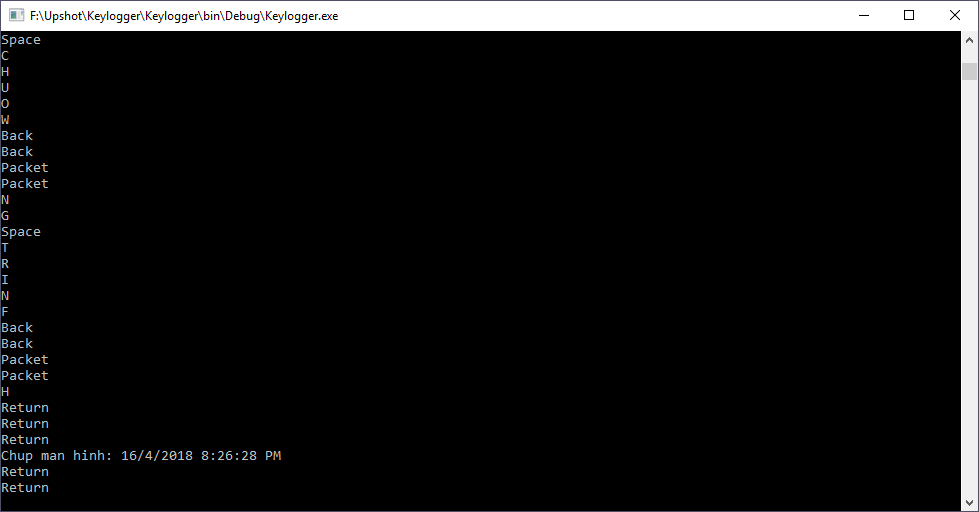 F:\Upshot\Keylogger\Keylogger\bin\Debug\Keylogger.exe
Space
C
H
U
O
W
Back
Back
Packet
Packet
N
G
Space
T
R
I
N
F
Back
Back
Packet
Packet
H
Return
Return
Return
Chup man hinh: 16/4/2018 8:26:28 PM
Return
Return